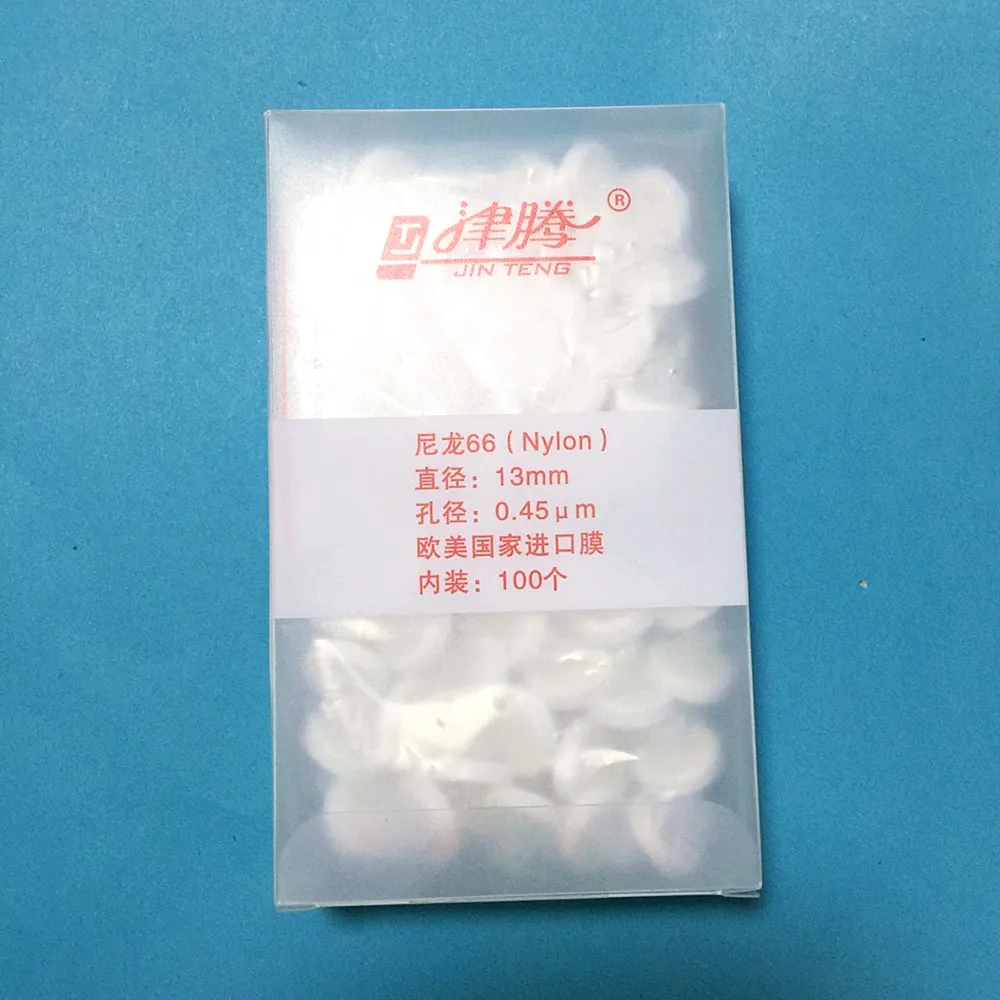 津腾®
JIN TENG
尼龙66（Nylon）
直径：13mm
孔径：0.45μm
欧美国家进口膜
内装：100个